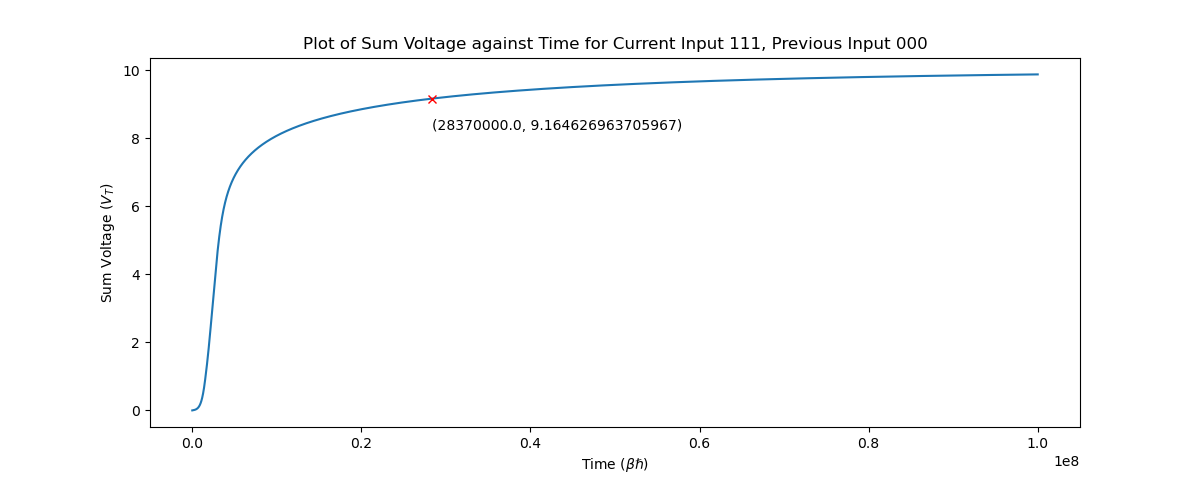 Plot of Sum Voltage against Time for Current Input 111, Previous Input 000
10
8
6
4
2
0
Sum Voltage (V_T)
(28370000.0, 9.164626963705967)
0.0 0.2 0.4 0.6 0.8 1.0
1e8
Time (βℏ)